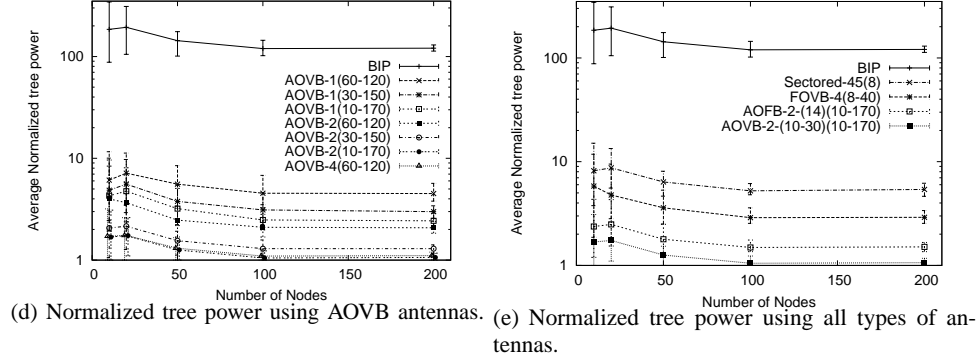 Average Normalized tree power
100
10
1
0
50
100
150
200
Number of Nodes
BIP
AOVB-1(60-120)
AOVB-1(30-150)
AOVB-1(10-170)
AOVB-2(60-120)
AOVB-2(30-150)
AOVB-2(10-170)
AOVB-4(60-120)
(d) Normalized tree power using AOVB antennas.
Average Normalized tree power
100
10
1
0
50
100
150
200
Number of Nodes
BIP
Sectored-45(8)
FOVB-4(8-40)
AOFB-2-(14)(10-170)
AOVB-2-(10-30)(10-170)
(e) Normalized tree power using all types of an-
tennas.